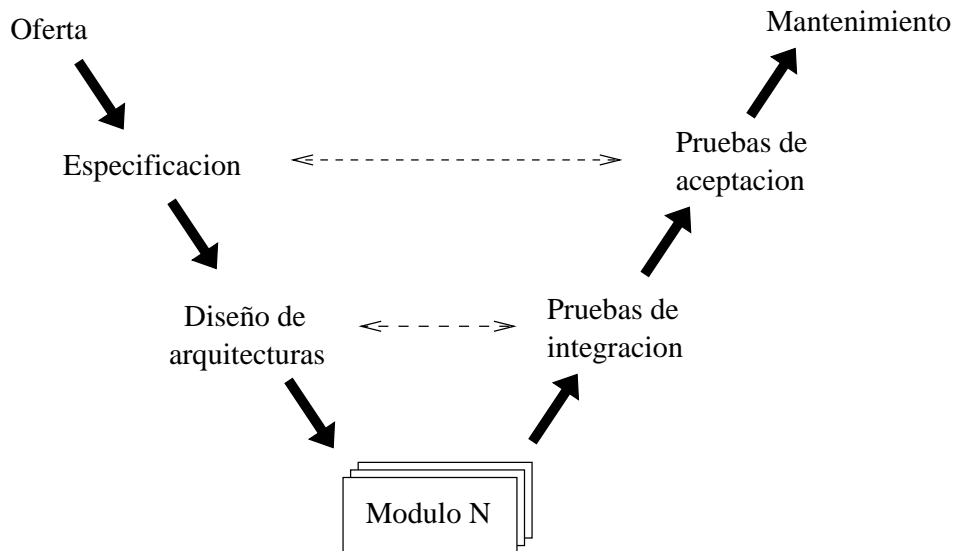 Oferta
Mantenimiento
Especificacion
Pruebas de
aceptacion
Diseño de
arquitecturas
Pruebas de
integracion
Modulo N